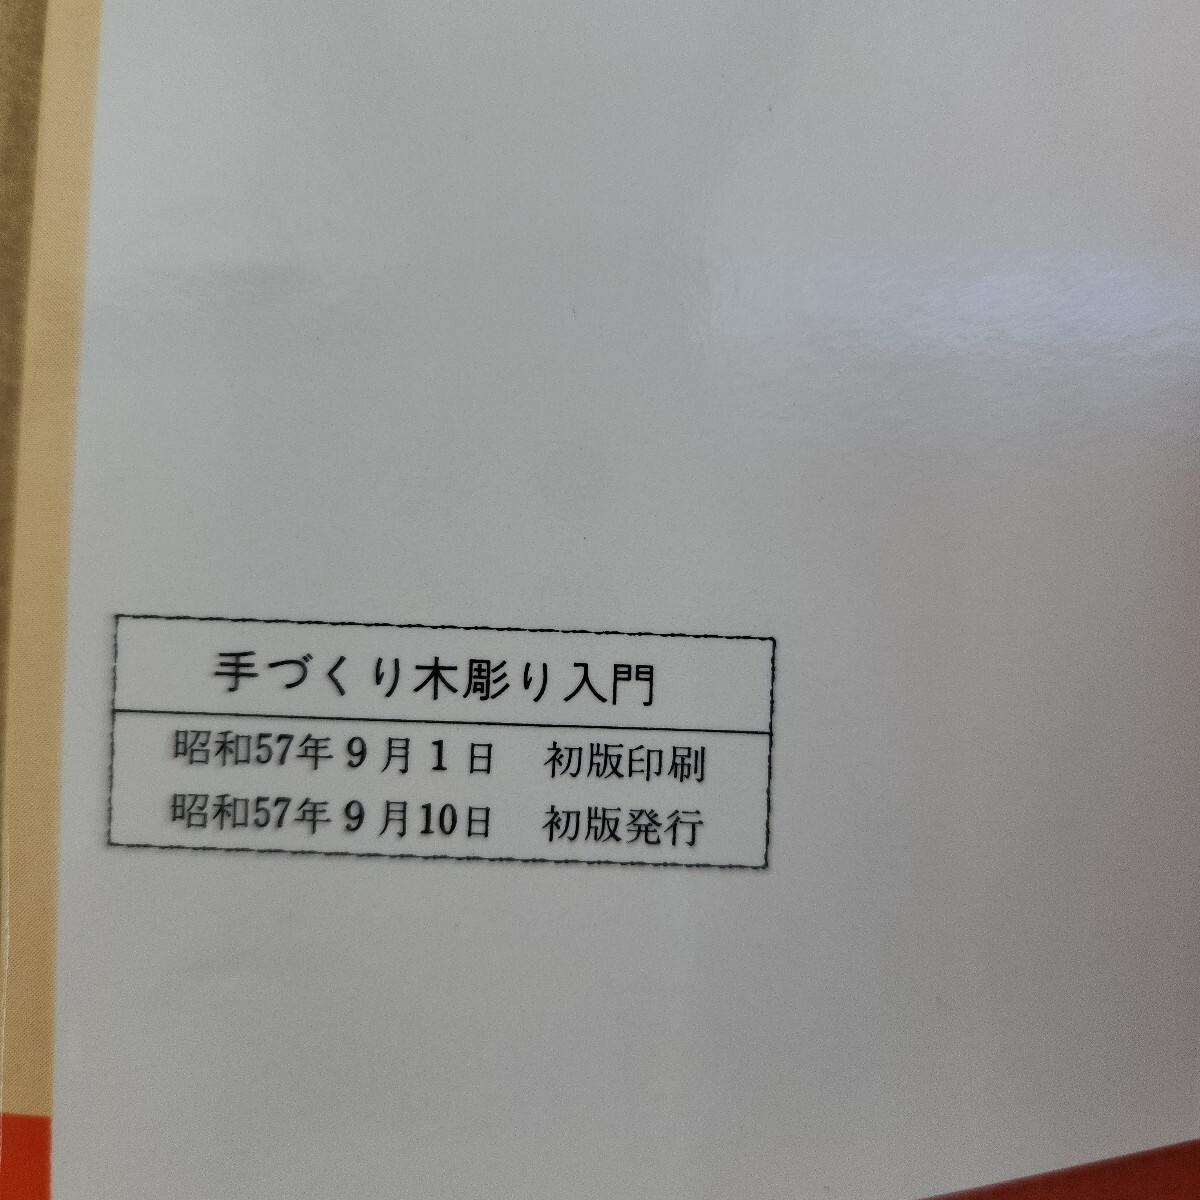 手づくり木彫り入門
昭和57年9月1日 初版印刷
昭和57年9月10日 初版発行